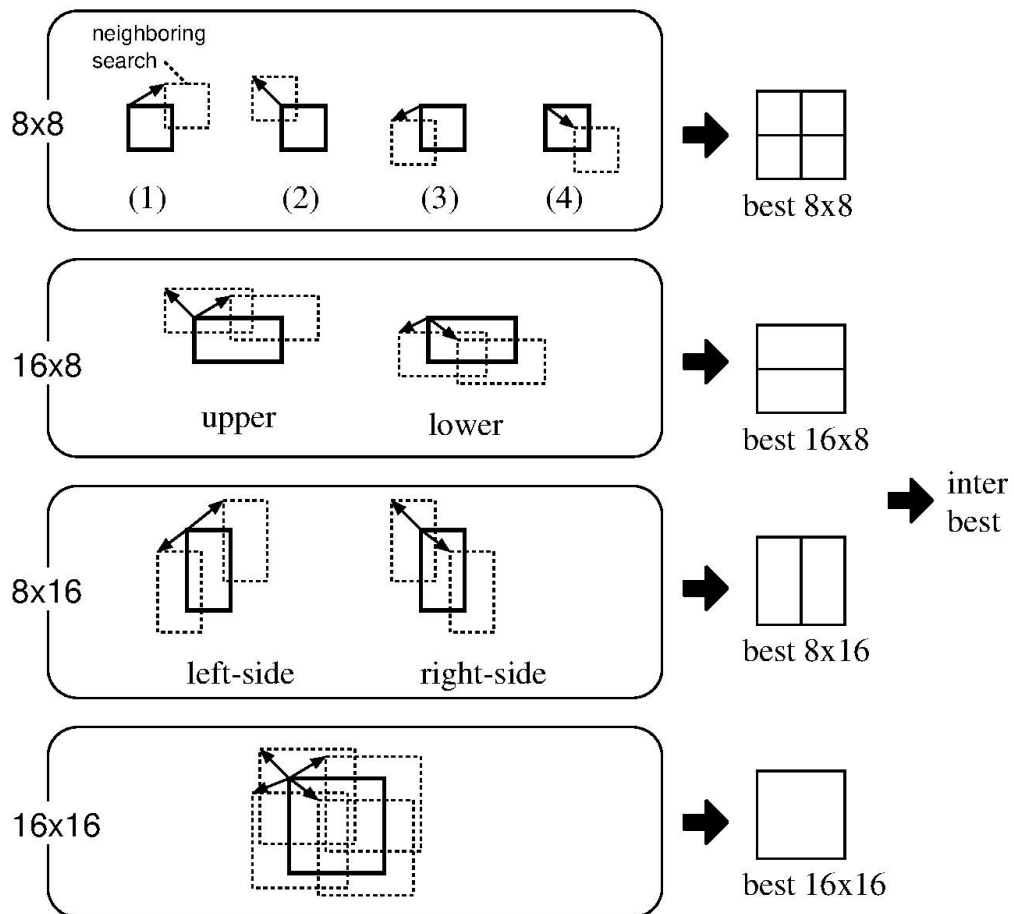 neighboring
search
8x8
(1) (2) (3) (4)
best 8x8
16x8
upper lower
best 16x8
inter
best
8x16
left-side right-side
best 8x16
16x16
best 16x16